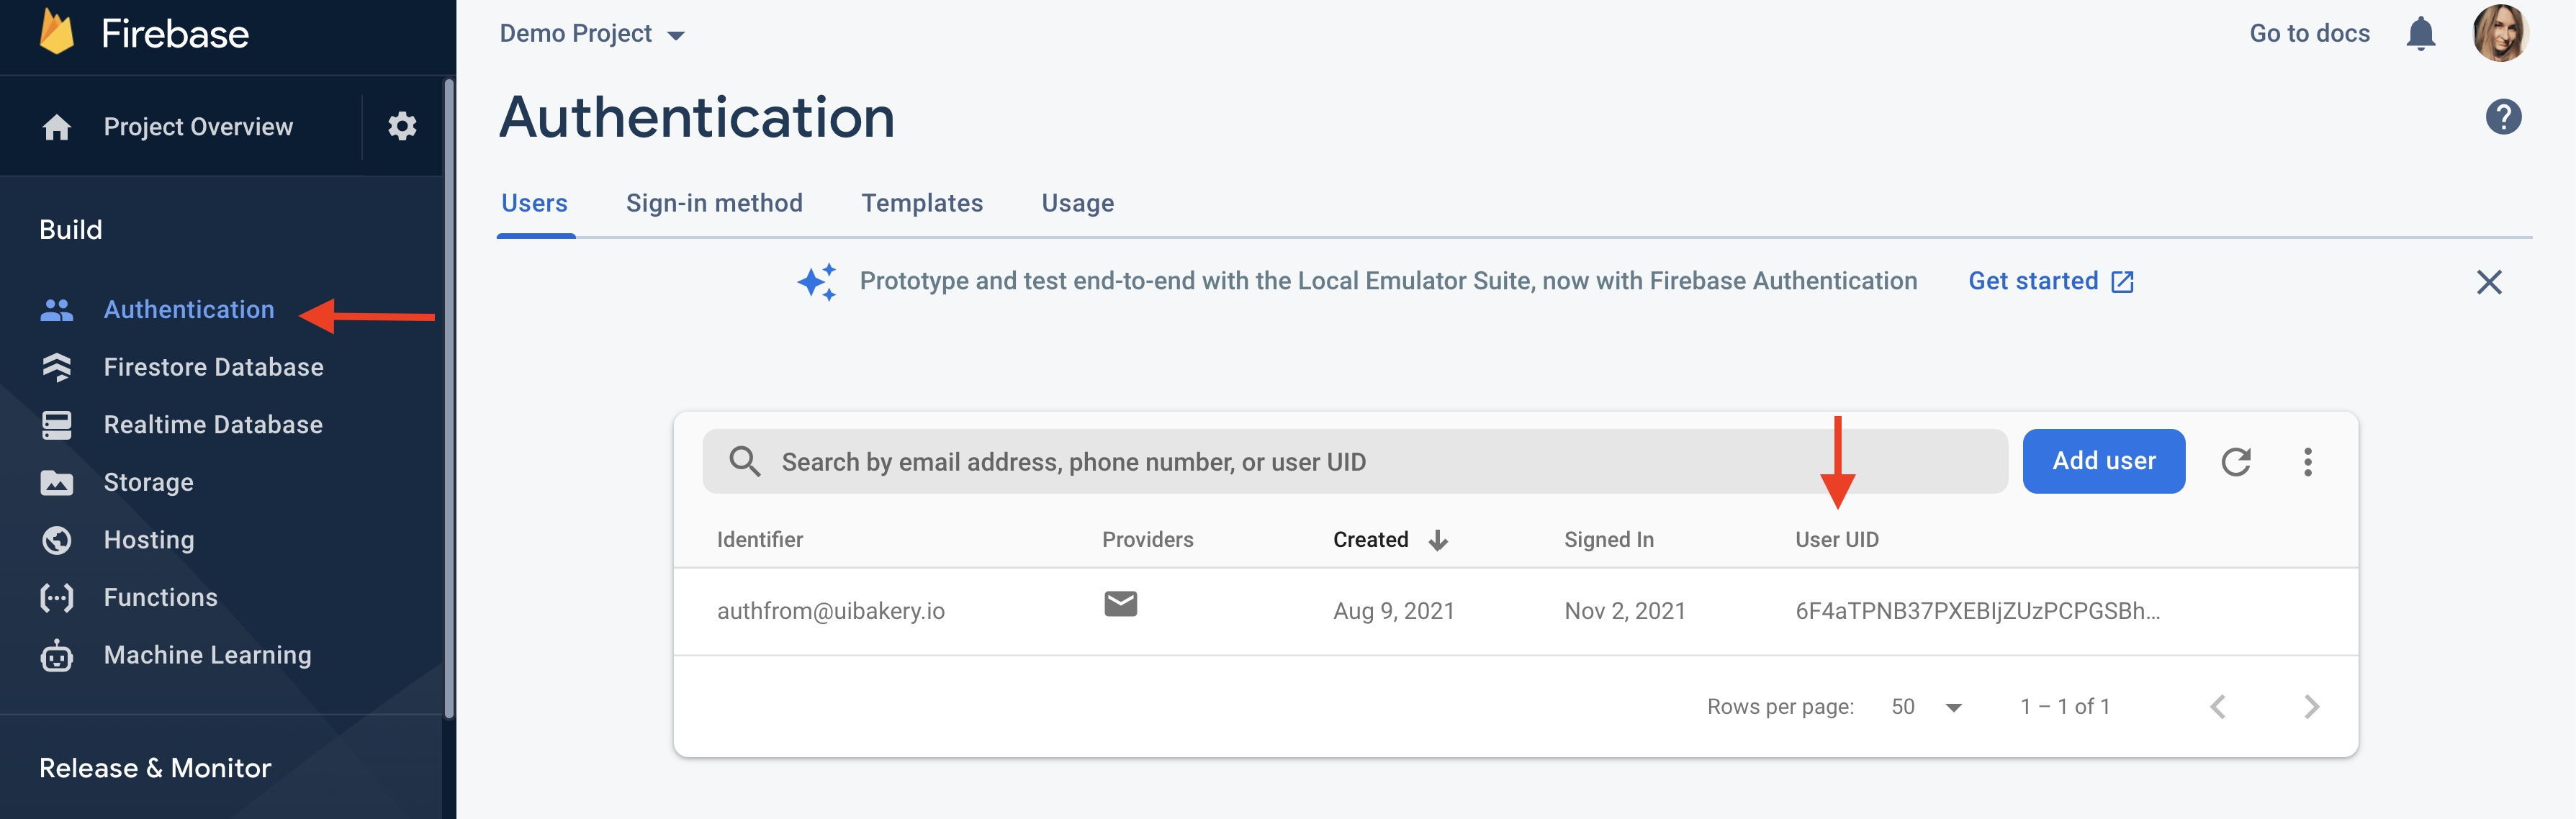 Firebase
Project Overview
Build
Authentication
Firestore Database
Realtime Database
Storage
Hosting
Functions
Machine Learning
Release & Monitor
Demo Project
Go to docs
Authentication
Users Sign-in method Templates Usage
Prototype and test end-to-end with the Local Emulator Suite, now with Firebase Authentication Get started
Search by email address, phone number, or user UID
Add user
Identifier Providers Created Signed In User UID
authfrom@uibakery.io Aug 9, 2021 Nov 2, 2021 6F4aTPNB37PXEBIjZUzPCPGSBh...
Rows per page: 50 1 – 1 of 1